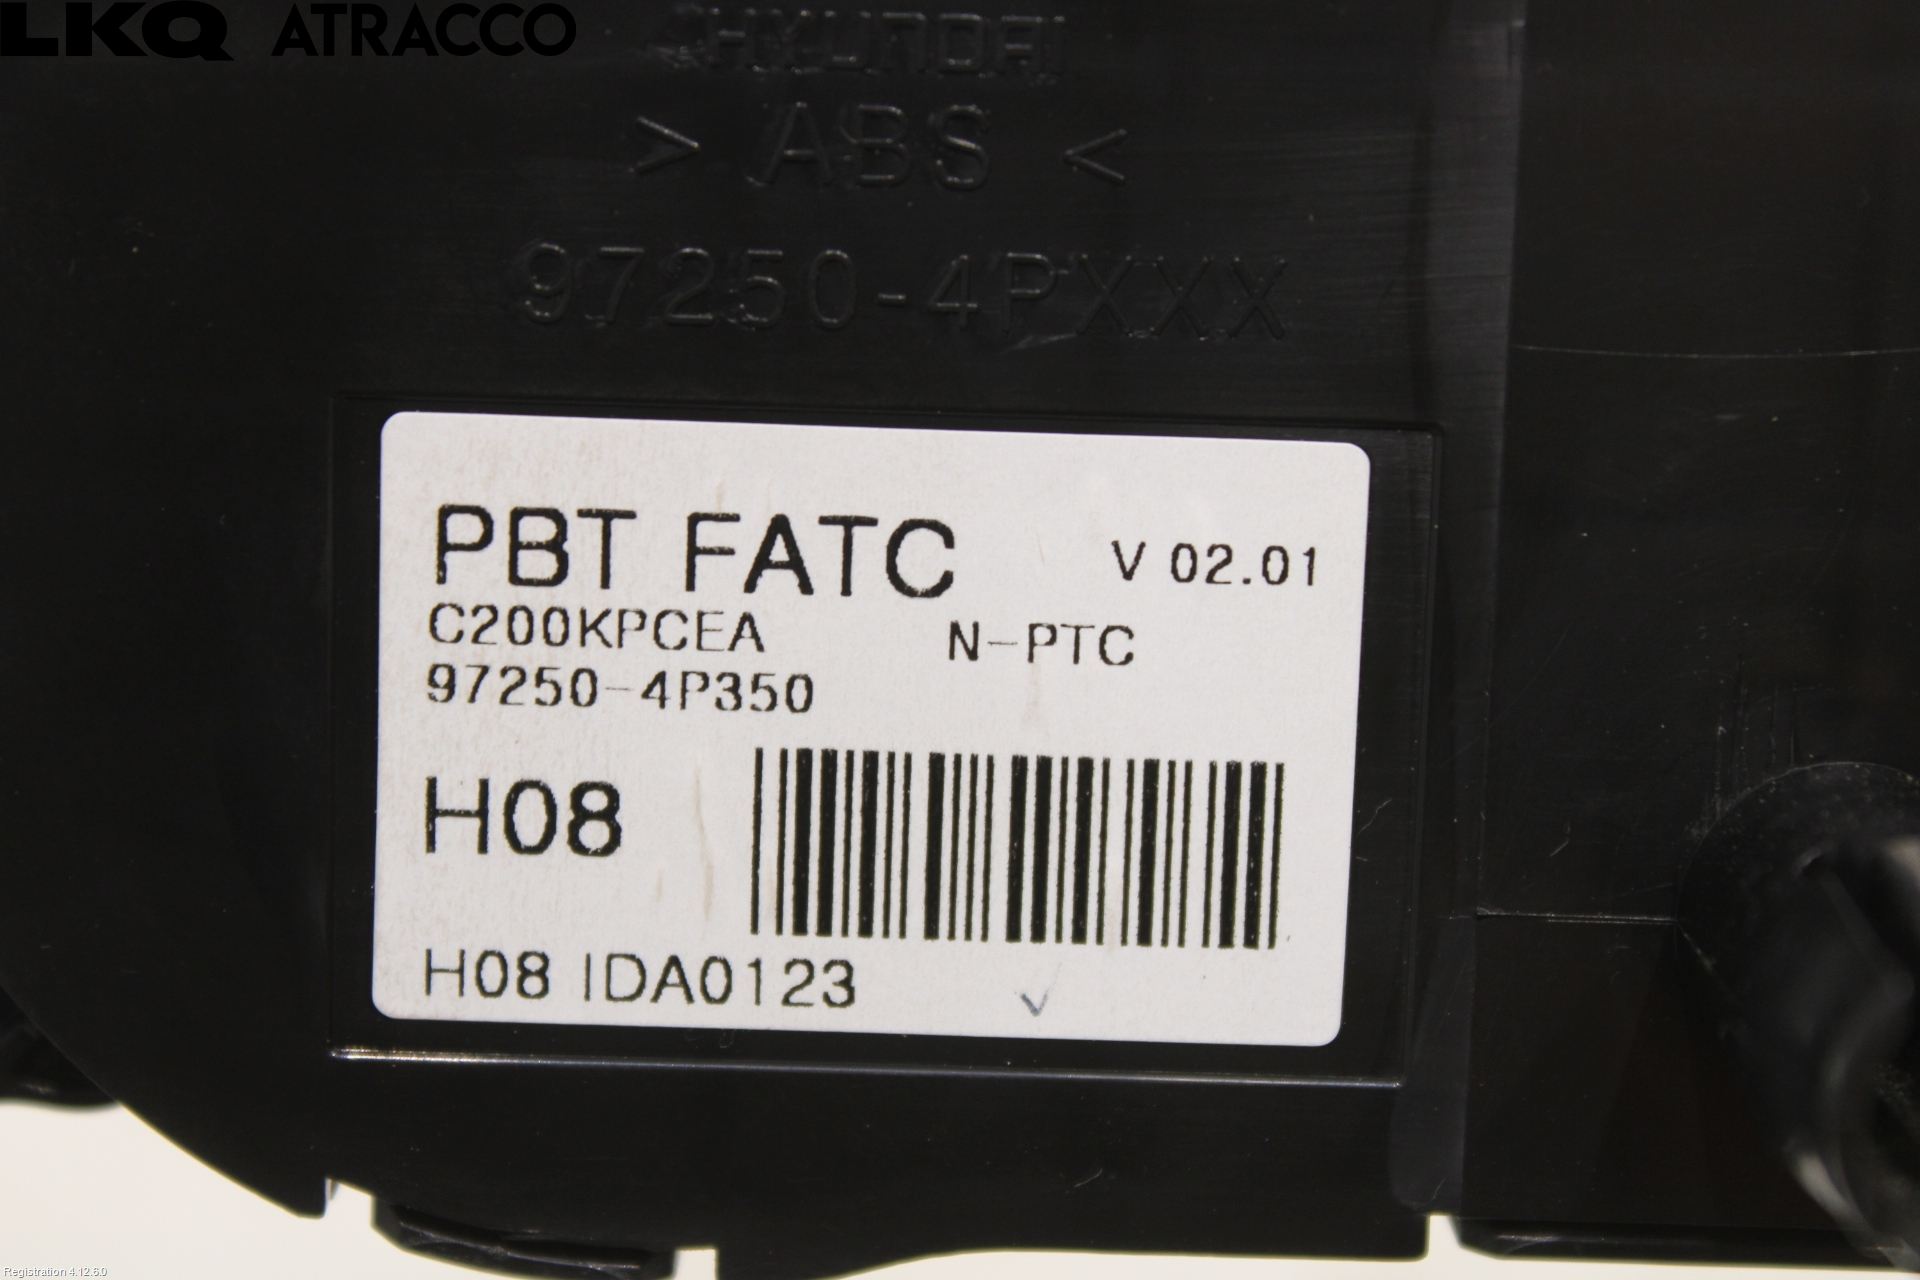 LKQ ATRACCO
HYUNDAI
> ABS <
97250-4PXXX
PBT FATC V 02.01
C200KPCEA N-PTC
97250-4P350
H08
H08 IDA0123
Registration 4.12.6.0